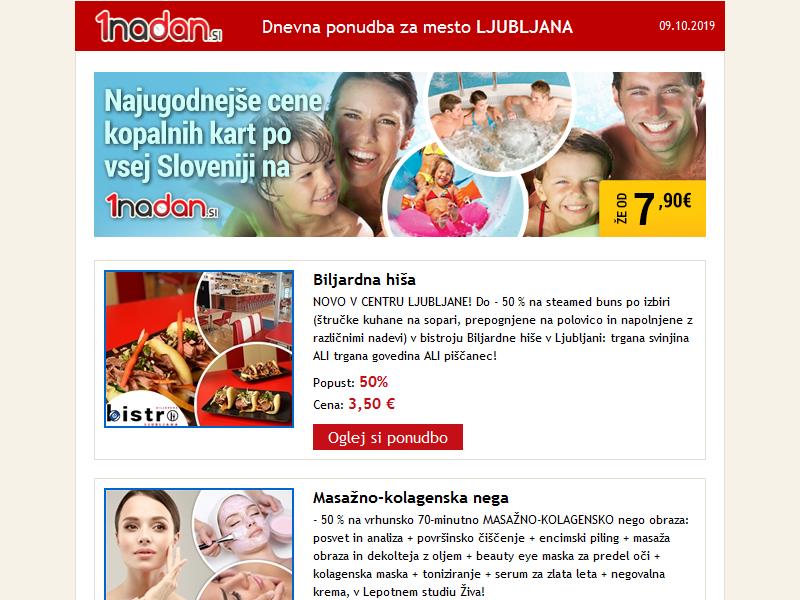 1nadan.si
Dnevna ponudba za mesto LJUBLJANA
09.10.2019
Najugodnejše cene
kopalnih kart po
vsej Sloveniji na
1nadan.si
ŽE OD 7,90€
Biljardna hiša
NOVO V CENTRU LJUBLJANE! Do - 50 % na steamed buns po izbiri
(štručke kuhane na sopari, prepognjene na polovico in napolnjene z
različnimi nadevi) v bistroju Biljardne hiše v Ljubljani: trgana svinjina
ALI trgana govedina ALI piščanec!
Popust: 50%
Cena: 3,50 €
Oglej si ponudbo
bistro
LJUBLJANA
Masažno-kolagenska nega
- 50 % na vrhunsko 70-minutno MASAŽNO-KOLAGENSKO nego obraza:
posvet in analiza + površinsko čiščenje + encimski piling + masaža
obraza in dekolteja z oljem + beauty eye maska za predel oči +
kolagenska maska + toniziranje + serum za zlata leta + negovalna
krema, v Lepotnem studiu Živa!